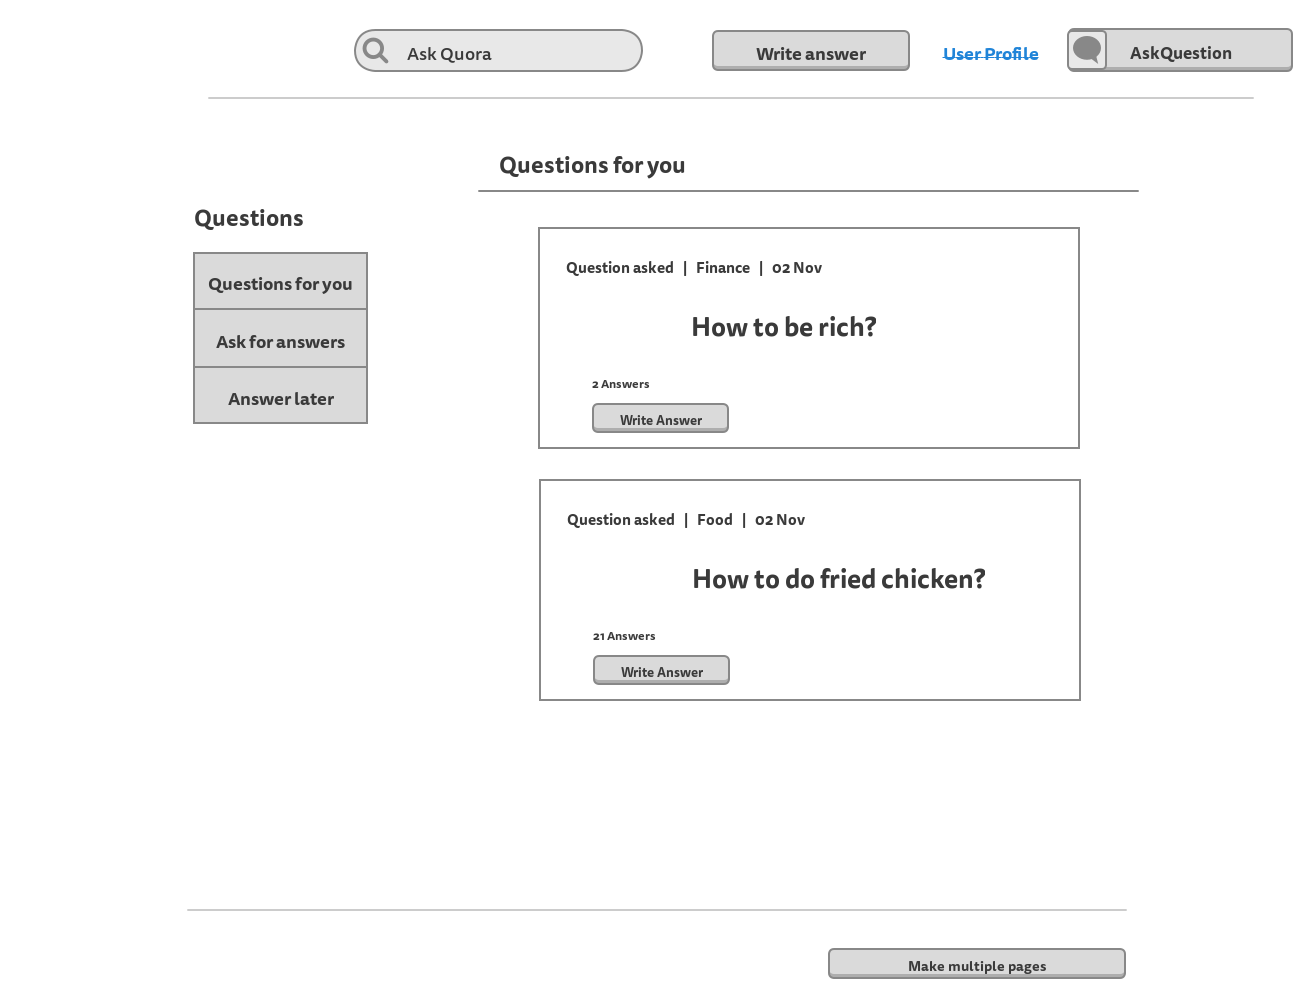 Ask Quora
Write answer
User Profile
AskQuestion
Questions for you
Questions
Questions for you
Ask for answers
Answer later
Question asked | Finance | 02 Nov
How to be rich?
2 Answers
Write Answer
Question asked | Food | 02 Nov
How to do fried chicken?
21 Answers
Write Answer
Make multiple pages